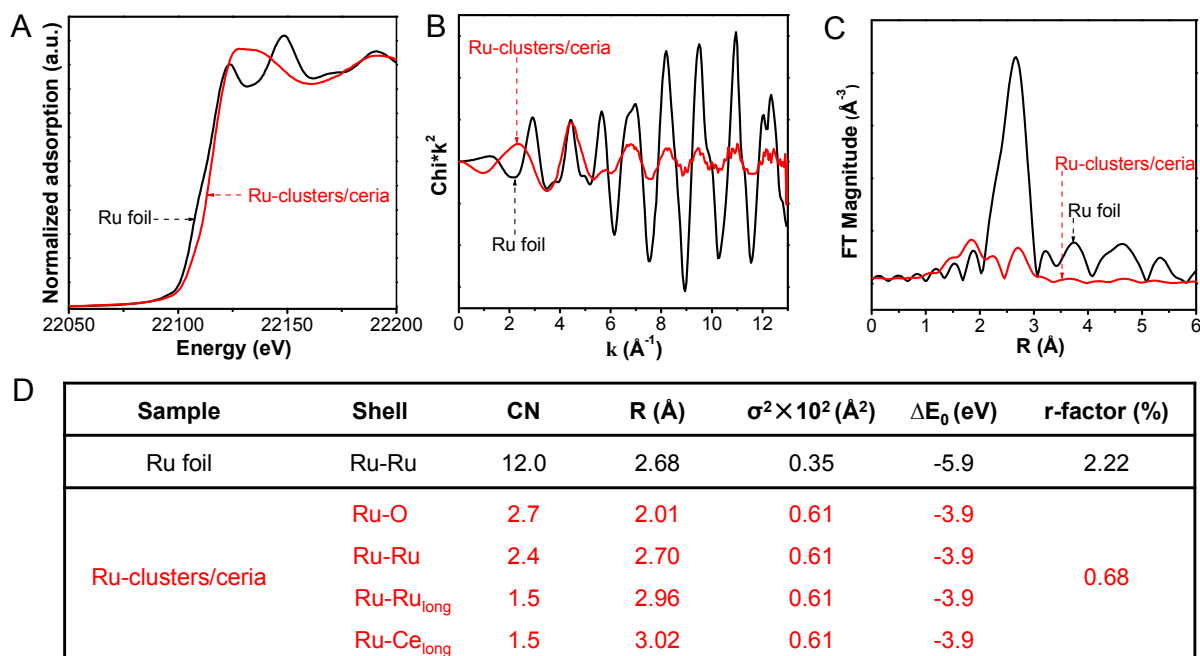 A
Normalized adsorption (a.u.)
Ru foil
Ru-clusters/ceria
22050 22100 22150 22200
Energy (eV)
B
Chi*k²
Ru-clusters/ceria
Ru foil
0 2 4 6 8 10 12
k (Å⁻¹)
C
FT Magnitude (Å⁻³)
Ru-clusters/ceria
Ru foil
0 1 2 3 4 5 6
R (Å)
D
Sample Shell CN R (Å) σ²×10² (Å²) ΔE₀ (eV) r-factor (%)
Ru foil Ru-Ru 12.0 2.68 0.35 -5.9 2.22
Ru-clusters/ceria
Ru-O 2.7 2.01 0.61 -3.9
Ru-Ru 2.4 2.70 0.61 -3.9
0.68
Ru-Ru_long 1.5 2.96 0.61 -3.9
Ru-Ce_long 1.5 3.02 0.61 -3.9